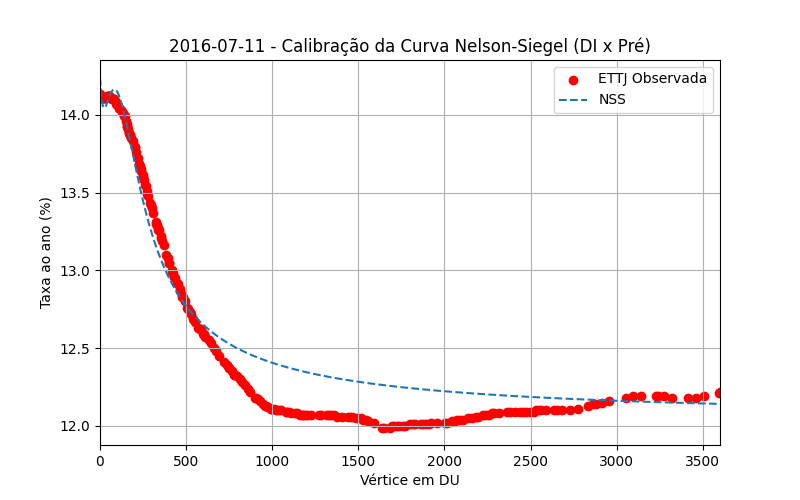 2016-07-11 - Calibração da Curva Nelson-Siegel (DI x Pré)
ETTJ Observada
NSS
Taxa ao ano (%)
14.0
13.5
13.0
12.5
12.0
0 500 1000 1500 2000 2500 3000 3500
Vértice em DU